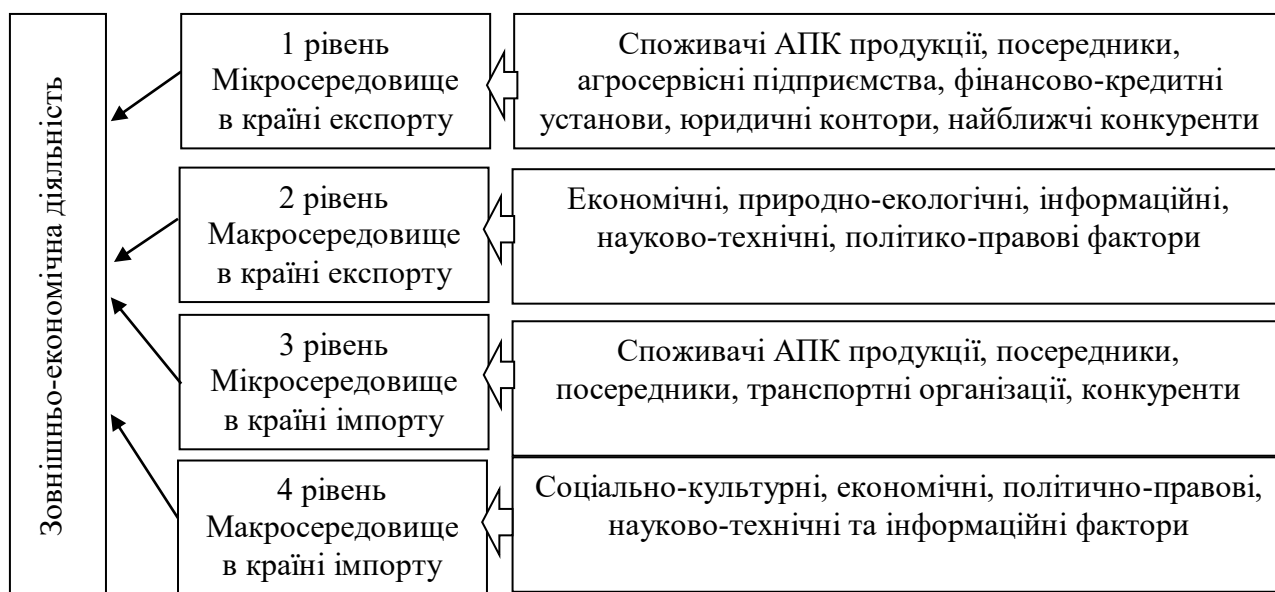 Зовнішньо-економічна діяльність
1 рівень
Мікросередовище
в країні експорту
Споживачі АПК продукції, посередники,
агросервісні підприємства, фінансово-кредитні
установи, юридичні контори, найближчі конкуренти
2 рівень
Макросередовище
в країні експорту
Економічні, природно-екологічні, інформаційні,
науково-технічні, політико-правові фактори
3 рівень
Мікросередовище
в країні імпорту
Споживачі АПК продукції, посередники,
посередники, транспортні організації, конкуренти
4 рівень
Макросередовище
в країні імпорту
Соціально-культурні, економічні, політично-правові,
науково-технічні та інформаційні фактори